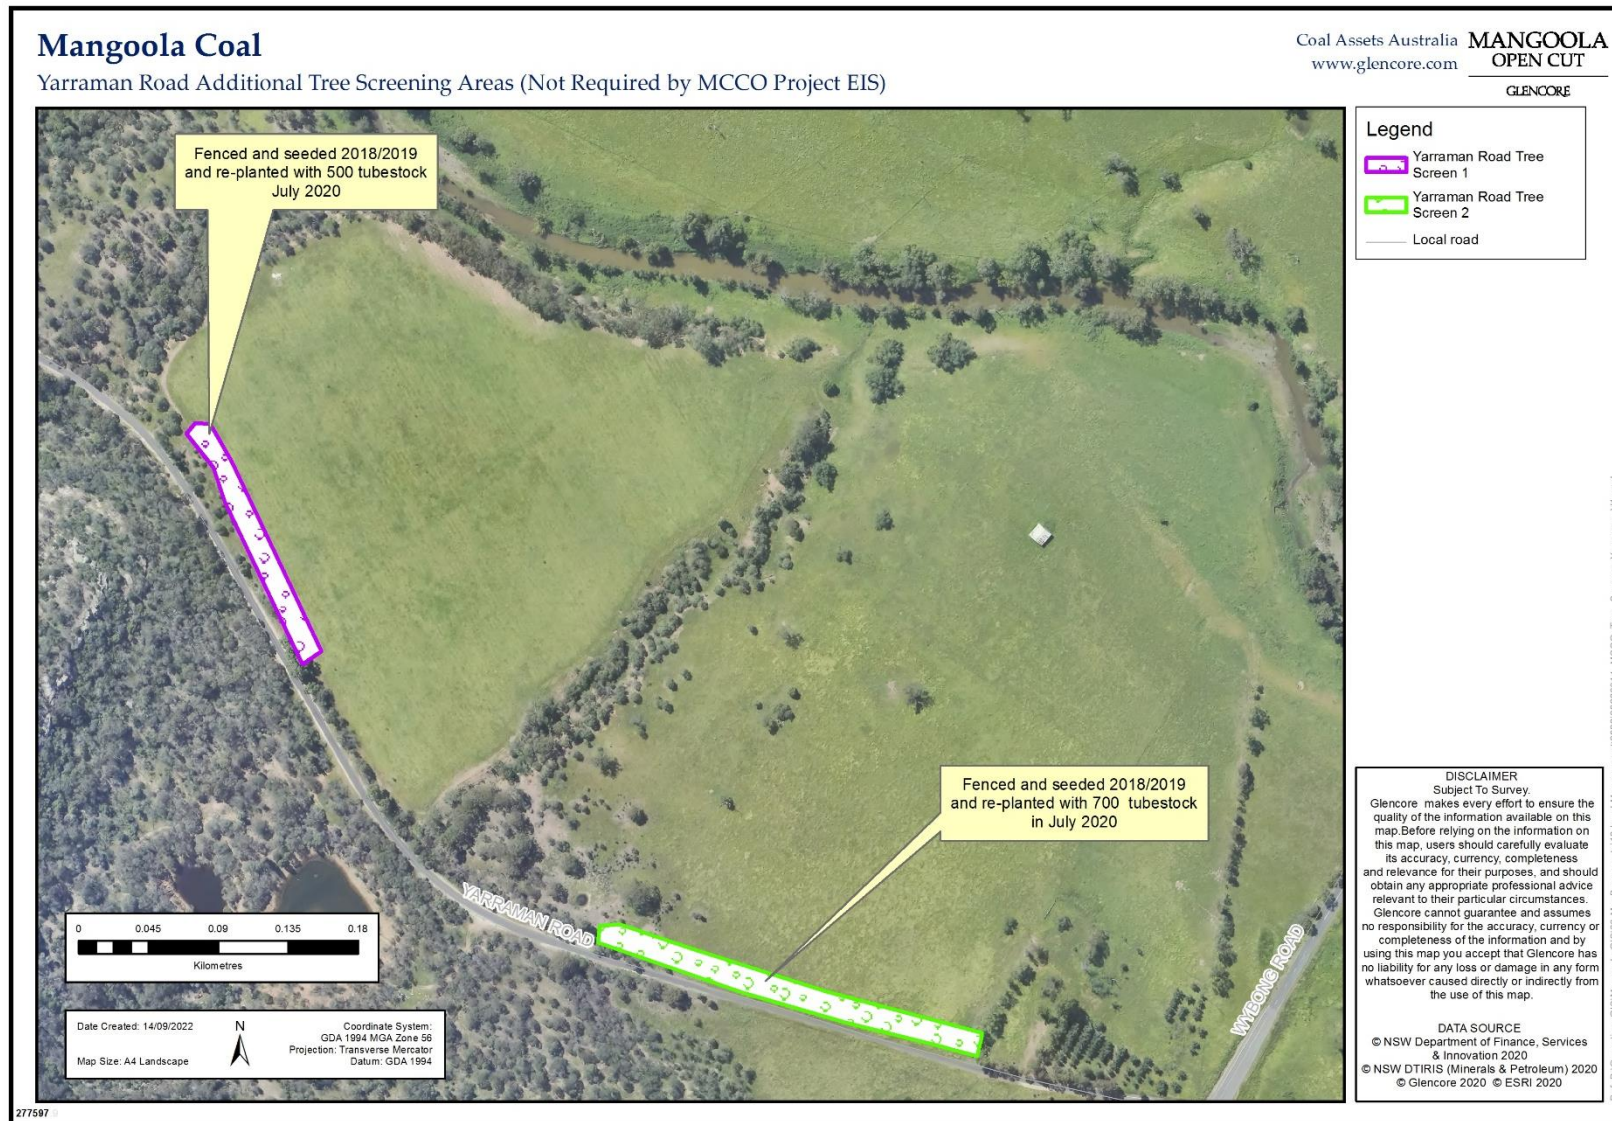 Mangoola Coal
Yarraman Road Additional Tree Screening Areas (Not Required by MCCO Project EIS)
Coal Assets Australia
www.glencore.com
MANGOOLA
OPEN CUT
GLENCORE
Fenced and seeded 2018/2019
and re-planted with 500 tubestock
July 2020
Legend
Yarraman Road Tree
Screen 1
Yarraman Road Tree
Screen 2
Local road
Fenced and seeded 2018/2019
and re-planted with 700 tubestock
in July 2020
YARRAMAN ROAD
WYBONG ROAD
0 0.045 0.09 0.135 0.18
Kilometres
Date Created: 14/09/2022
Map Size: A4 Landscape
N
Coordinate System:
GDA 1994 MGA Zone 56
Projection: Transverse Mercator
Datum: GDA 1994
DISCLAIMER
Subject To Survey.
Glencore makes every effort to ensure the
quality of the information available on this
map.Before relying on the information on
this map, users should carefully evaluate
its accuracy, currency, completeness
and relevance for their purposes, and should
obtain any appropriate professional advice
relevant to their particular circumstances.
Glencore cannot guarantee and assumes
no responsibility for the accuracy, currency or
completeness of the information and by
using this map you accept that Glencore has
no liability for any loss or damage in any form
whatsoever caused directly or indirectly from
the use of this map.
DATA SOURCE
© NSW Department of Finance, Services
& Innovation 2020
© NSW DTIRIS (Minerals & Petroleum) 2020
© Glencore 2020 © ESRI 2020
277597